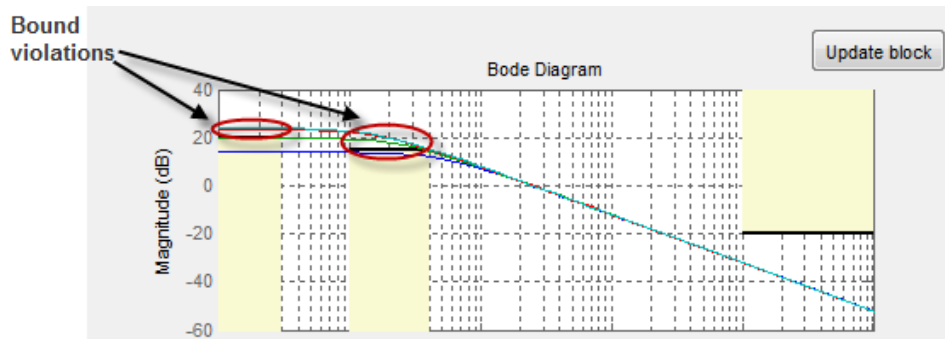 Bound
violations
Update block
Bode Diagram
Magnitude (dB)
40
20
0
-20
-40
-60